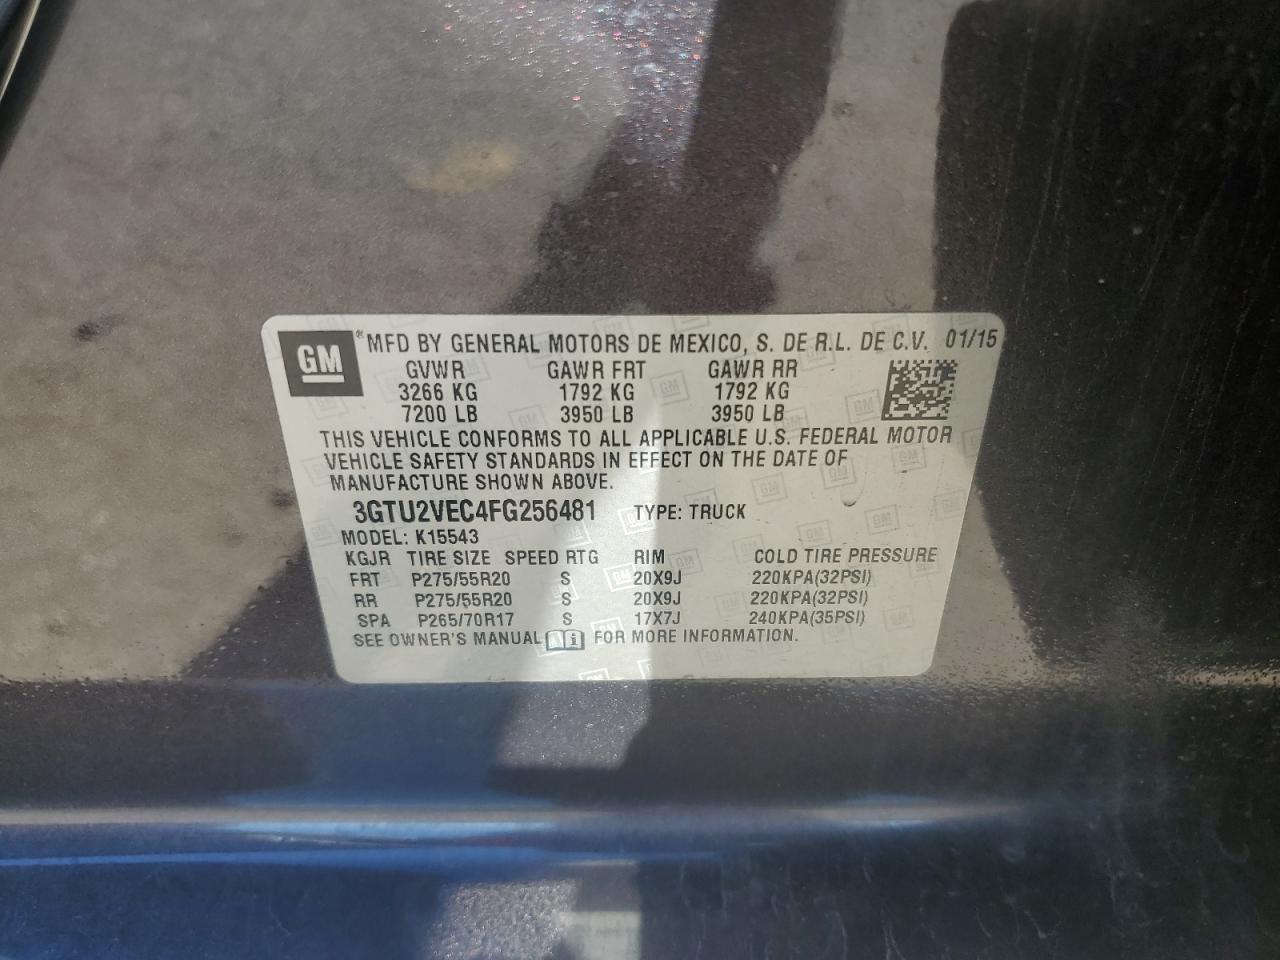 GM
MFD BY GENERAL MOTORS DE MEXICO, S. DE R.L. DE C.V. 01/15
GVWR GAWR FRT GAWR RR
3266 KG 1792 KG 1792 KG
7200 LB 3950 LB 3950 LB
THIS VEHICLE CONFORMS TO ALL APPLICABLE U.S. FEDERAL MOTOR
VEHICLE SAFETY STANDARDS IN EFFECT ON THE DATE OF
MANUFACTURE SHOWN ABOVE.
3GTU2VEC4FG256481 TYPE: TRUCK
MODEL: K15543
KGJR TIRE SIZE SPEED RTG RIM COLD TIRE PRESSURE
FRT P275/55R20 S 20X9J 220KPA(32PSI)
RR P275/55R20 S 20X9J 220KPA(32PSI)
SPA P265/70R17 S 17X7J 240KPA(35PSI)
SEE OWNER'S MANUAL FOR MORE INFORMATION.